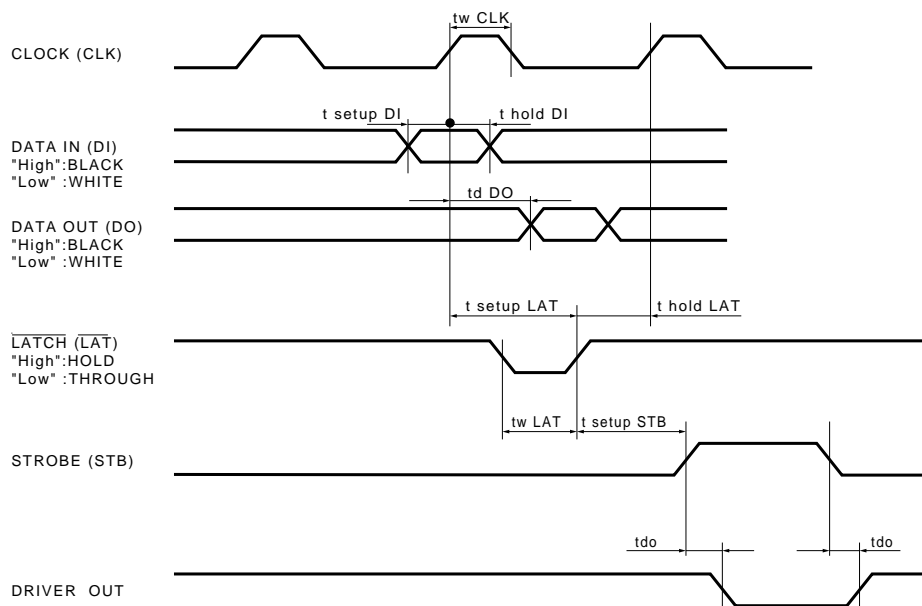 tw CLK
CLOCK (CLK)
t setup DI
t hold DI
DATA IN (DI)
"High":BLACK
"Low" :WHITE
td DO
DATA OUT (DO)
"High":BLACK
"Low" :WHITE
t setup LAT
t hold LAT
LATCH (LAT)
"High":HOLD
"Low" :THROUGH
tw LAT
t setup STB
STROBE (STB)
tdo
tdo
DRIVER OUT